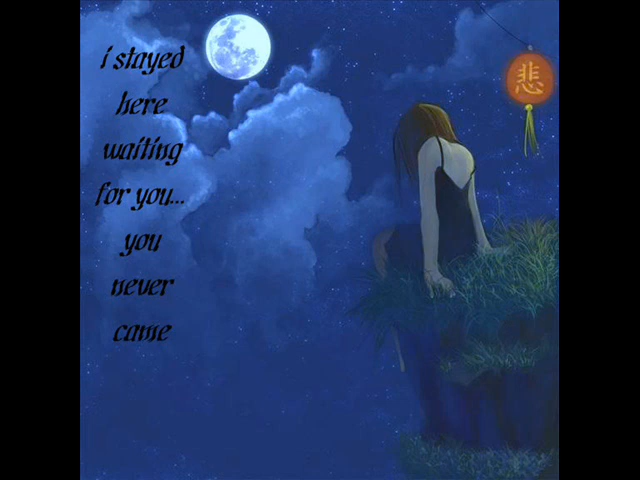 i stayed
here
waiting
for you...
you
never
came
悲